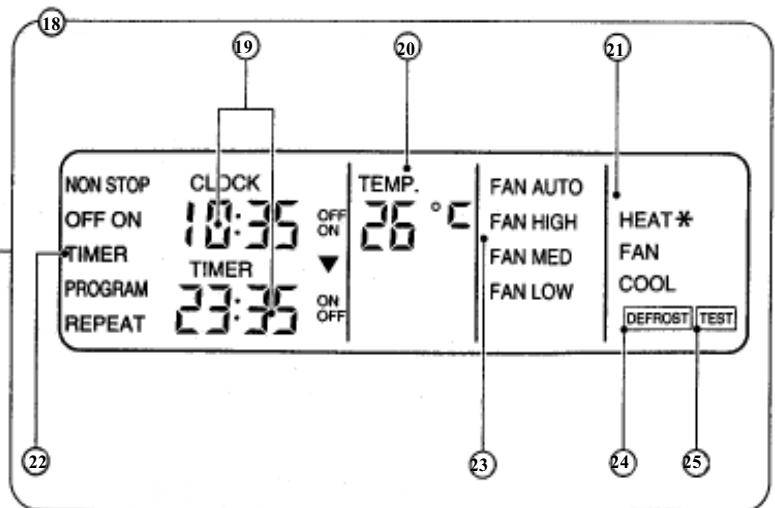 18
19
20
21
NON STOP
OFF ON
TIMER
PROGRAM
REPEAT
CLOCK
10:35
OFF
ON
TIMER
▼
23:35
ON
OFF
TEMP.
26 °C
FAN AUTO
FAN HIGH
FAN MED
FAN LOW
HEAT*
FAN
COOL
DEFROST TEST
22
23
24
25